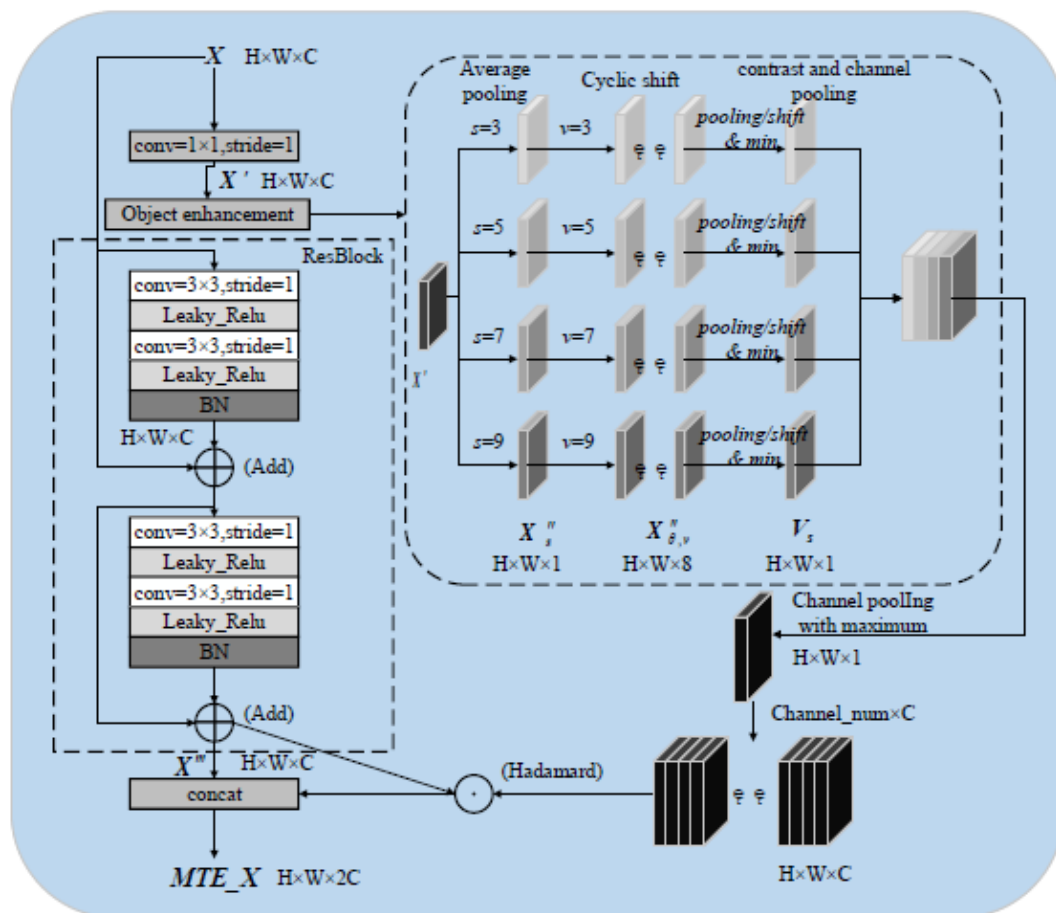 X H×W×C
conv=1×1,stride=1
X' H×W×C
Object enhancement
ResBlock
conv=3×3,stride=1
Leaky_Relu
conv=3×3,stride=1
Leaky_Relu
BN
H×W×C
(Add)
conv=3×3,stride=1
Leaky_Relu
conv=3×3,stride=1
Leaky_Relu
BN
(Add)
X''' H×W×C
concat
MTE_X H×W×2C
Average
pooling
Cyclic shift
contrast and channel
pooling
X'
s=3 v=3
pooling/shift
& min
s=5 v=5
pooling/shift
& min
s=7 v=7
pooling/shift
& min
s=9 v=9
pooling/shift
& min
X''s X''θ,v Vs
H×W×1 H×W×8 H×W×1
Channel poolIng
with maximum
H×W×1
Channel_num×C
(Hadamard)
H×W×C